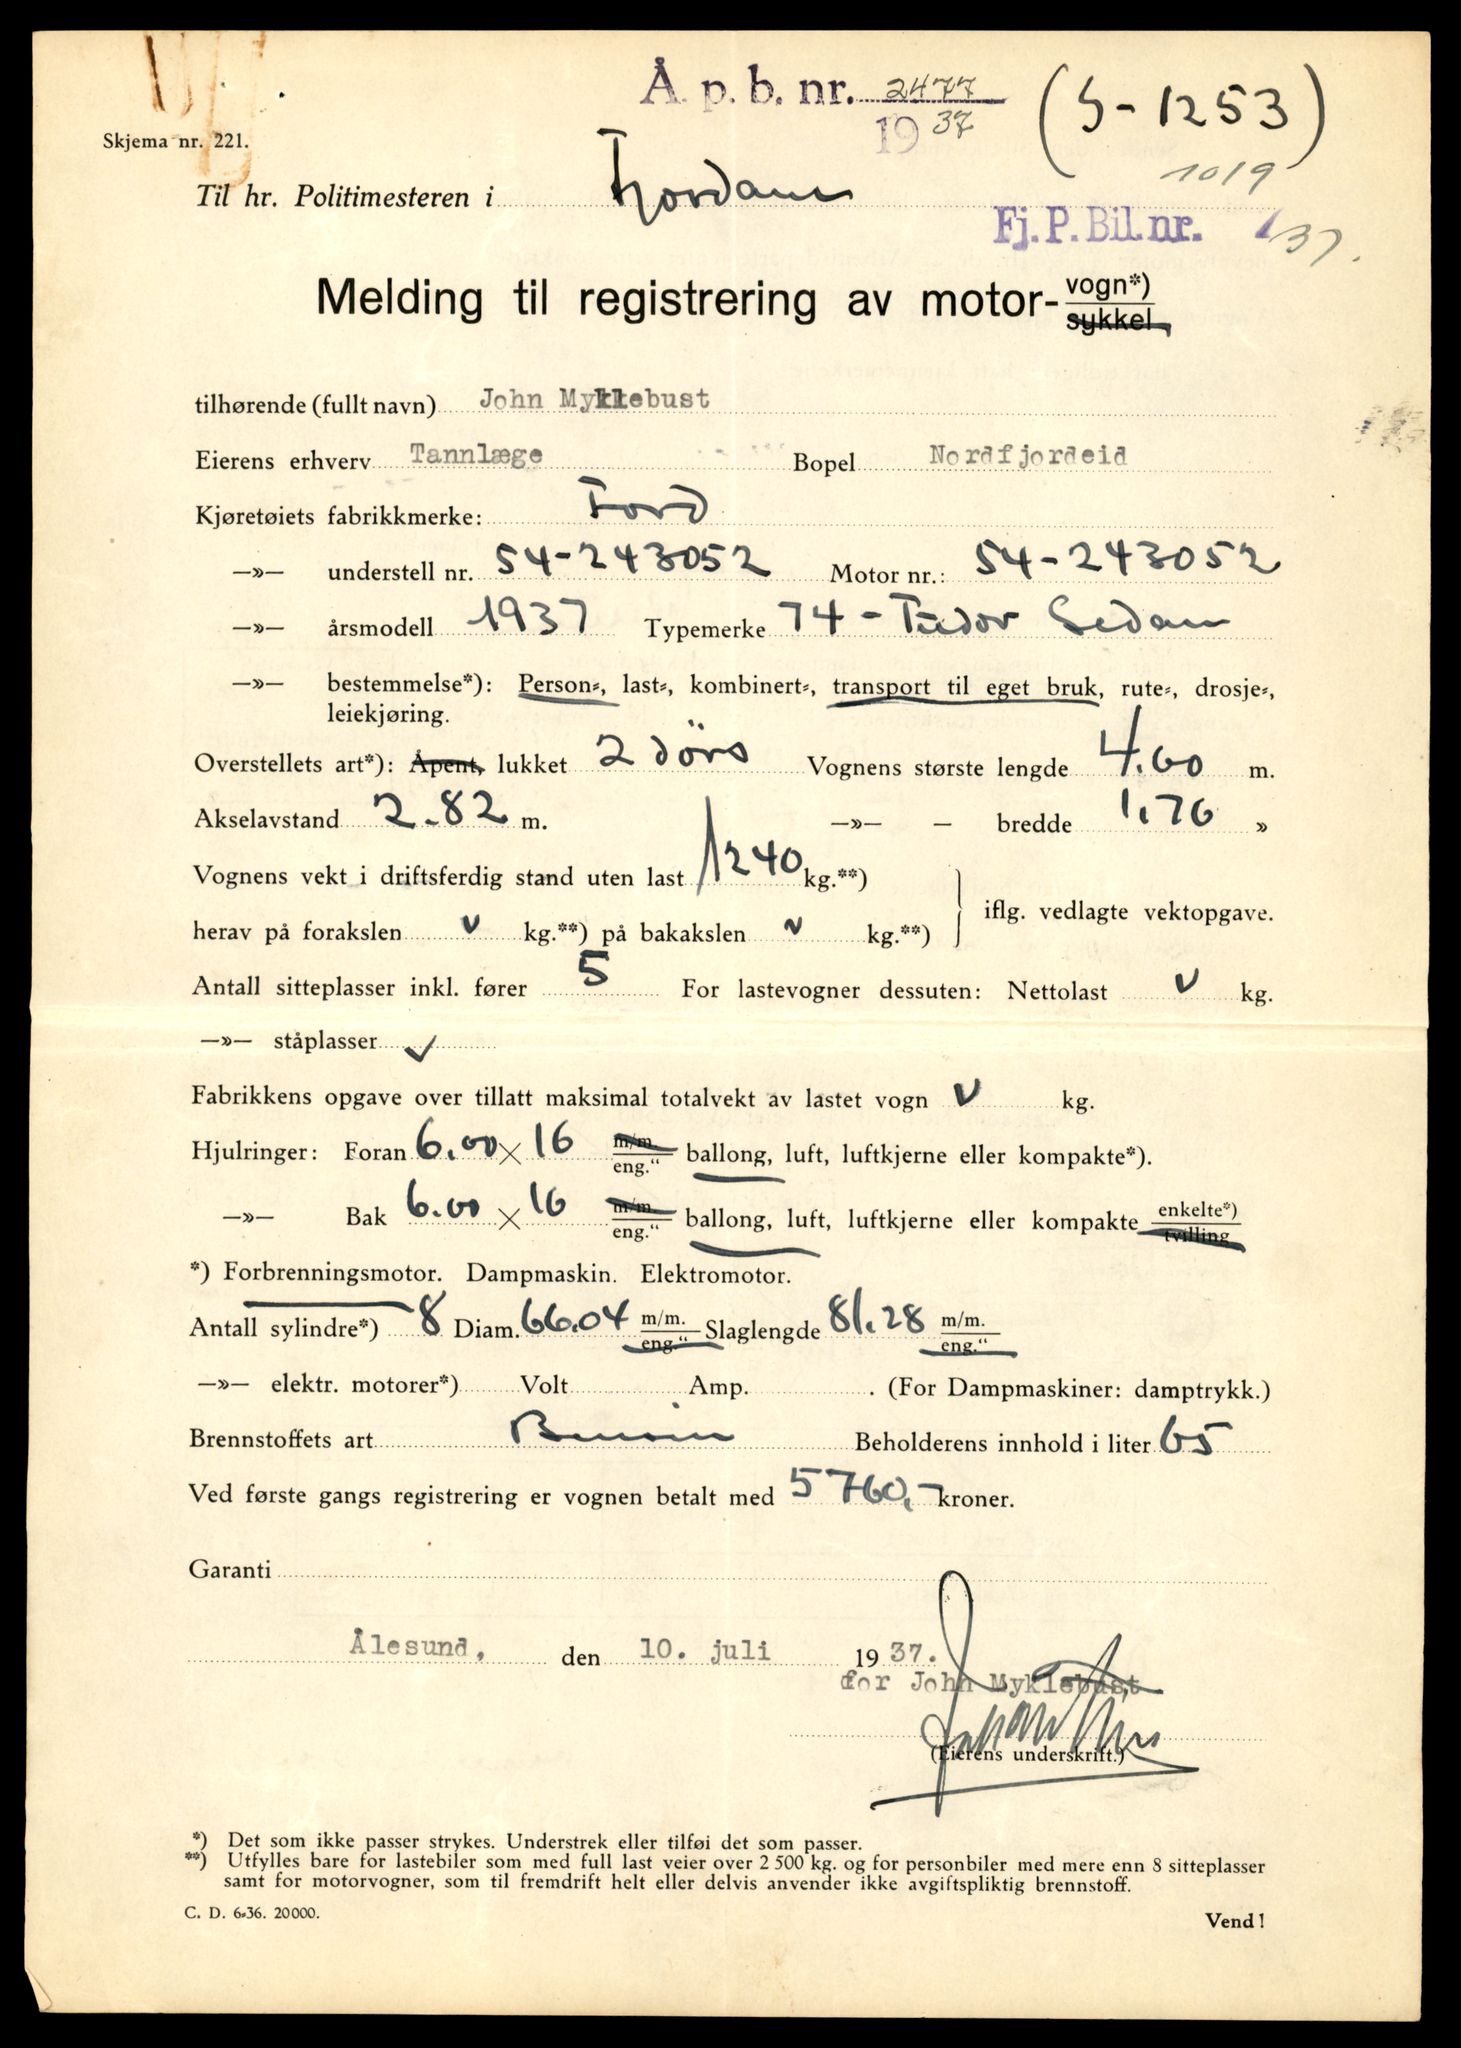 Å. p. b. nr. 2477
19 37
(S-1253)
Skjema nr. 221.
1019
Til hr. Politimesteren i Fjordane
Fj. P. Bil.nr. 37.
Melding til registrering av motor- vogn*)
sykkel
tilhørende (fullt navn) John Myklebust
Eierens erhverv Tannlæge Bopel Nordfjordeid
Kjøretøiets fabrikkmerke: Ford
—»— understell nr. 54-243052 Motor nr.: 54-243052
—»— årsmodell 1937 Typemerke 74 - Tudor Sedan
—»— bestemmelse*): Person-, last-, kombinert-, transport til eget bruk, rute-, drosje-,
leiekjøring.
Overstellets art*): Åpent, lukket 2 dörs Vognens største lengde 4.60 m.
Akselavstand 2.82 m. —»— — bredde 1.76 »
Vognens vekt i driftsferdig stand uten last 1240 kg.**)
iflg. vedlagte vektopgave.
herav på forakslen v kg.**) på bakakslen v kg.**)
Antall sitteplasser inkl. fører 5 For lastevogner dessuten: Nettolast v kg.
—»— ståplasser v
Fabrikkens opgave over tillatt maksimal totalvekt av lastet vogn v kg.
Hjulringer: Foran 6.00 × 16 m/m. eng.“ ballong, luft, luftkjerne eller kompakte*).
—»— Bak 6.00 × 16 m/m. eng.“ ballong, luft, luftkjerne eller kompakte enkelte*) tvilling
*) Forbrenningsmotor. Dampmaskin. Elektromotor.
Antall sylindre*) 8 Diam. 66.04 m/m. eng.“ Slaglengde 81.28 m/m. eng.“
—»— elektr. motorer*) Volt Amp. . (For Dampmaskiner: damptrykk.)
Brennstoffets art Bensin Beholderens innhold i liter 65
Ved første gangs registrering er vognen betalt med 5760,- kroner.
Garanti
Ålesund, den 10. juli 1937.
for John Myklebust
(Eierens underskrift.)
*) Det som ikke passer strykes. Understrek eller tilføi det som passer.
**) Utfylles bare for lastebiler som med full last veier over 2 500 kg. og for personbiler med mere enn 8 sitteplasser
samt for motorvogner, som til fremdrift helt eller delvis anvender ikke avgiftspliktig brennstoff.
C. D. 6-36. 20000.
Vend!